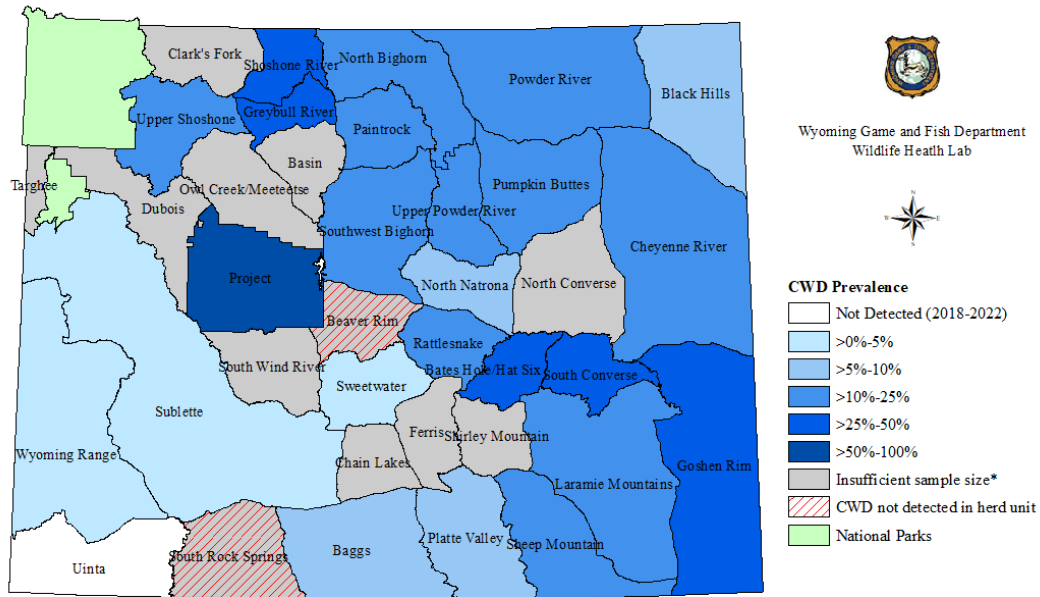 Clark's Fork
Shoshone River
North Bighorn
Powder River
Black Hills
Upper Shoshone
Greybull River
Paintrock
Basin
Targhee
Owl Creek/Meeteetse
Dubois
Pumpkin Buttes
Upper Powder River
Southwest Bighorn
Cheyenne River
Project
North Natrona
North Converse
Beaver Rim
Rattlesnake
South Wind River
Bates Hole/Hat Six
South Converse
Sweetwater
Sublette
Ferris
Shirley Mountain
Wyoming Range
Chain Lakes
Goshen Rim
Laramie Mountains
Platte Valley
Sheep Mountain
Baggs
South Rock Springs
Uinta
Wyoming Game and Fish Department
Wildlife Heatlh Lab
N
W
E
S
CWD Prevalence
Not Detected (2018-2022)
>0%-5%
>5%-10%
>10%-25%
>25%-50%
>50%-100%
Insufficient sample size*
CWD not detected in herd unit
National Parks